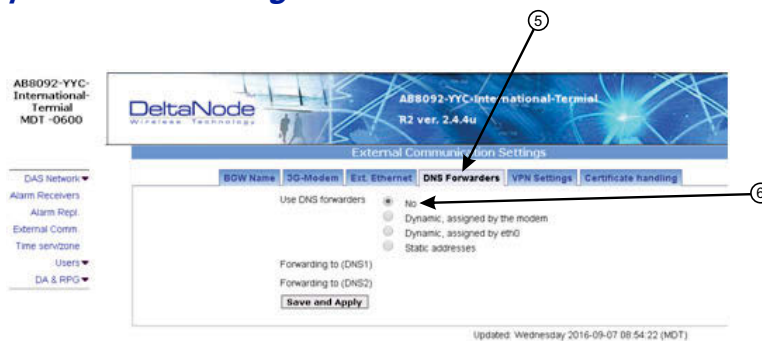 5
AB8092-YYC-
International-
Termial
MDT -0600
DeltaNode
Wireless Technology
AB8092-YYC-International-Termial
R2 ver. 2.4.4u
External Communication Settings
BGW Name 3G-Modem Ext. Ethernet DNS Forwarders VPN Settings Certificate handling
6
DAS Network
Alarm Receivers
Alarm Repl.
External Comm.
Time serv/zone
Users
DA & RPG
Use DNS forwarders
No
Dynamic, assigned by the modem
Dynamic, assigned by eth0
Static addresses
Forwarding to (DNS1)
Forwarding to (DNS2)
Save and Apply
Updated: Wednesday 2016-09-07 08:54:22 (MDT)